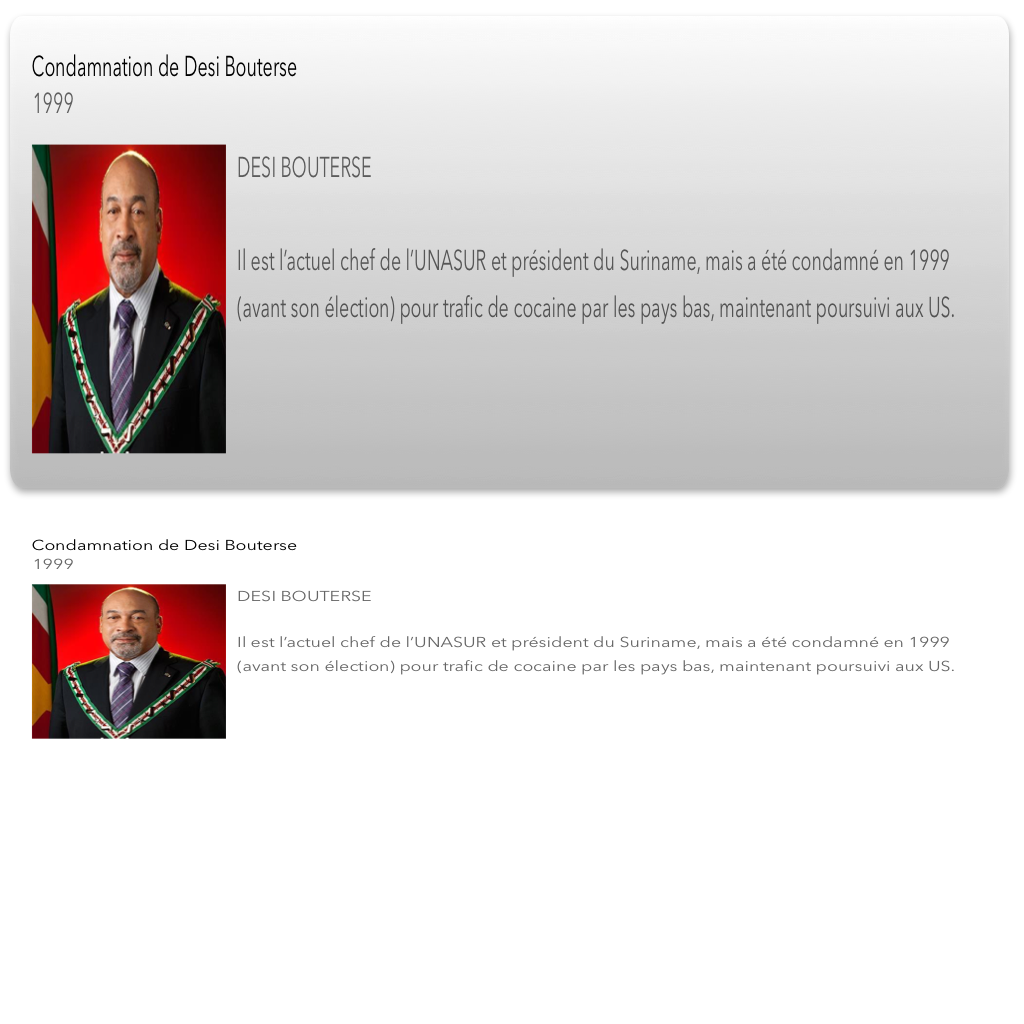 Condamnation de Desi Bouterse
1999
DESI BOUTERSE
Il est l’actuel chef de l’UNASUR et président du Suriname, mais a été condamné en 1999
(avant son élection) pour trafic de cocaine par les pays bas, maintenant poursuivi aux US.
Condamnation de Desi Bouterse
1999
DESI BOUTERSE
Il est l’actuel chef de l’UNASUR et président du Suriname, mais a été condamné en 1999
(avant son élection) pour trafic de cocaine par les pays bas, maintenant poursuivi aux US.